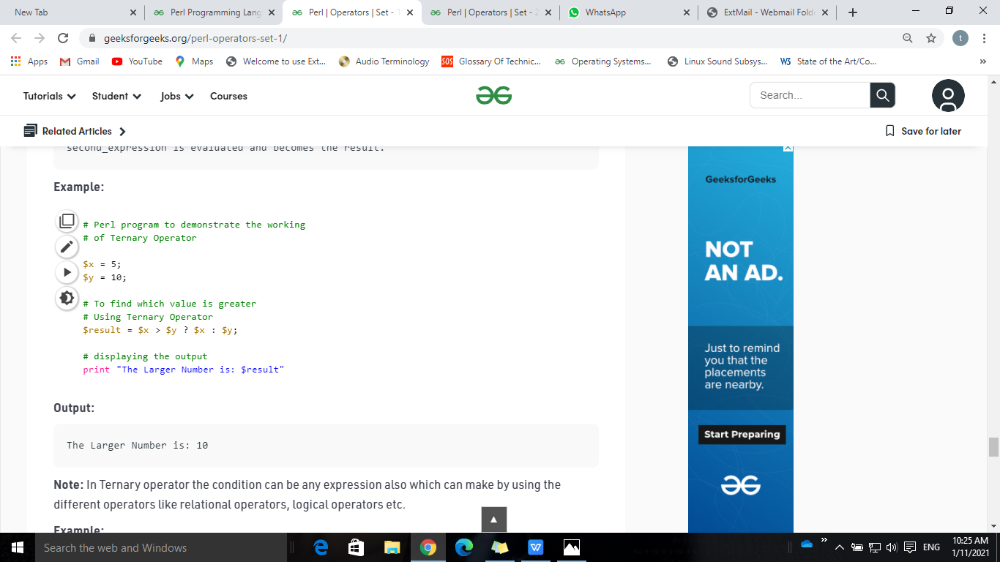 New Tab
Perl Programming Lang
Perl | Operators | Set - 1
Perl | Operators | Set - 2
WhatsApp
ExtMail - Webmail Fold
geeksforgeeks.org/perl-operators-set-1/
t
Apps
Gmail
YouTube
Maps
Welcome to use Ext...
Audio Terminology
SOS
Glossary Of Technic...
Operating Systems...
Linux Sound Subsys...
W3
State of the Art/Co...
»
Tutorials
Student
Jobs
Courses
Search...
Related Articles
Save for later
second_expression is evaluated and becomes the result.
Example:
# Perl program to demonstrate the working
# of Ternary Operator
$x = 5;
$y = 10;
# To find which value is greater
# Using Ternary Operator
$result = $x > $y ? $x : $y;
# displaying the output
print "The Larger Number is: $result"
Output:
The Larger Number is: 10
Note: In Ternary operator the condition can be any expression also which can make by using the
different operators like relational operators, logical operators etc.
Example:
GeeksforGeeks
NOT
AN AD.
Just to remind
you that the
placements
are nearby.
Start Preparing
Search the web and Windows
ENG
10:25 AM
1/11/2021